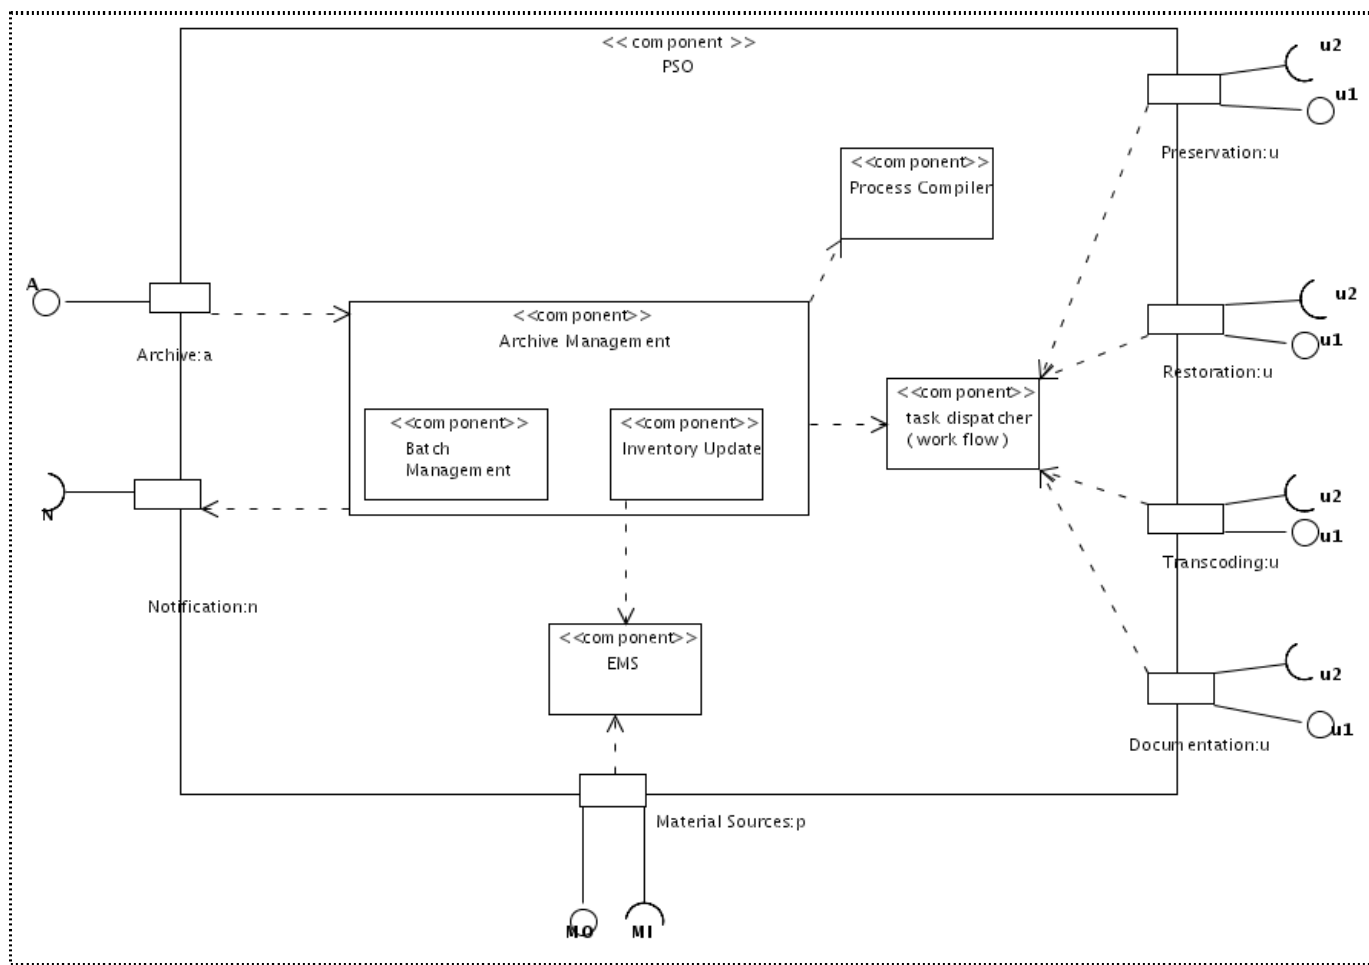 << component >>
PSO
u2
u1
Preservation:u
<<component>>
Process Compiler
A
Archive:a
<<component>>
Archive Management
u2
u1
Restoration:u
<<component>>
task dispatcher
(work flow)
<<component>>
Batch
Management
<<component>>
Inventory Update
N
Notification:n
u2
u1
Transcoding:u
<<component>>
EMS
u2
u1
Documentation:u
Material Sources:p
MO
MI